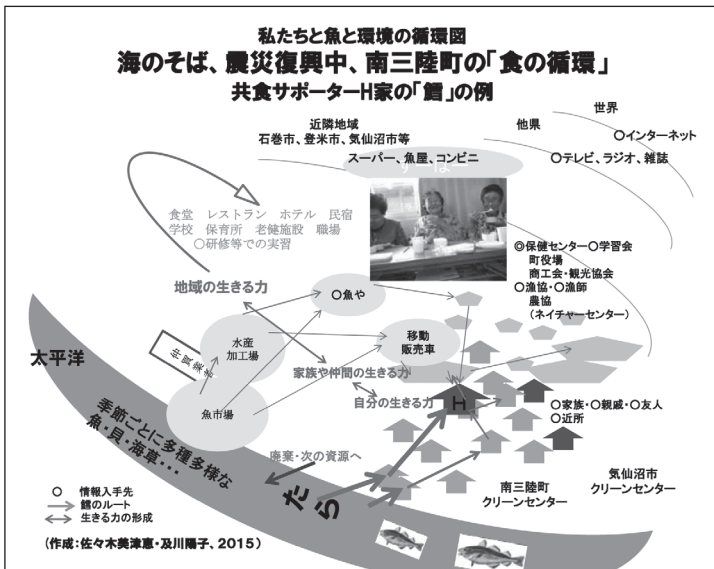 私たちと魚と環境の循環図
海のそば、震災復興中、南三陸町の「食の循環」
共食サポーターH家の「鱈」の例
世界
近隣地域
石巻市、登米市、気仙沼市等
他県
○インターネット
スーパー、魚屋、コンビニ
○テレビ、ラジオ、雑誌
食堂 レストラン ホテル 民宿
学校 保育所 老健施設 職場
○研修等での実習
◎保健センター○学習会
町役場
商工会・観光協会
○漁協・○漁師
農協
(ネイチャーセンター)
地域の生きる力
○魚や
太平洋
仲買業者
水産
加工場
移動
販売車
家族や仲間の生きる力
自分の生きる力
H
魚市場
○家族・○親戚・○友人
○近所
季節ごとに多種多様な
魚・貝・海草・・・
廃棄・次の資源へ
たら
南三陸町
クリーンセンター
気仙沼市
クリーンセンター
○ 情報入手先
→ 鱈のルート
↔ 生きる力の形成
(作成:佐々木美津恵・及川陽子、2015)